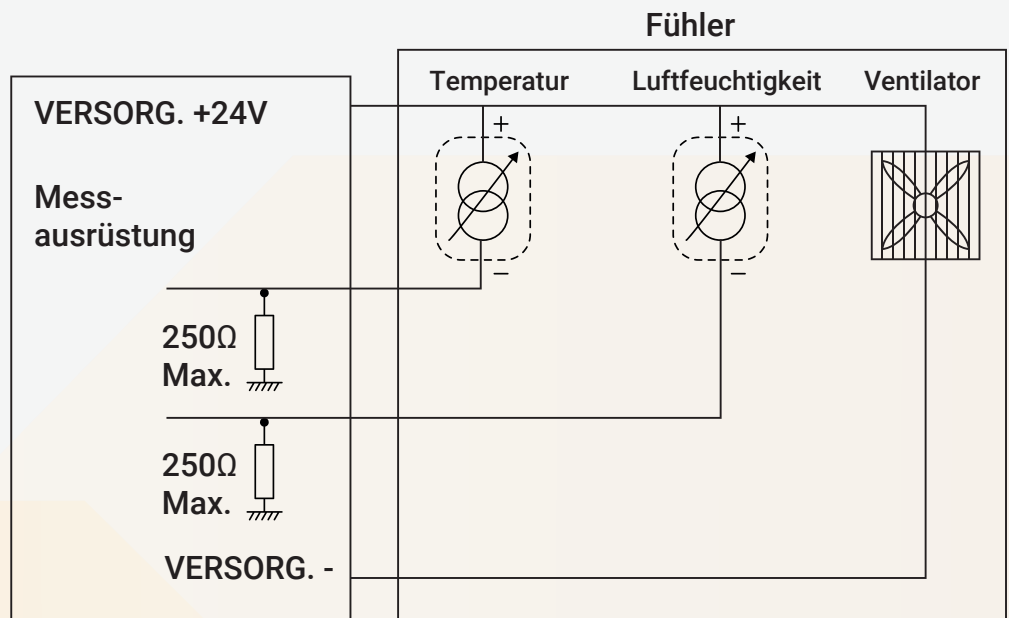 Fühler
Temperatur Luftfeuchtigkeit Ventilator
VERSORG. +24V
+ +
Mess-
ausrüstung
− −
250Ω
Max.
250Ω
Max.
VERSORG. -